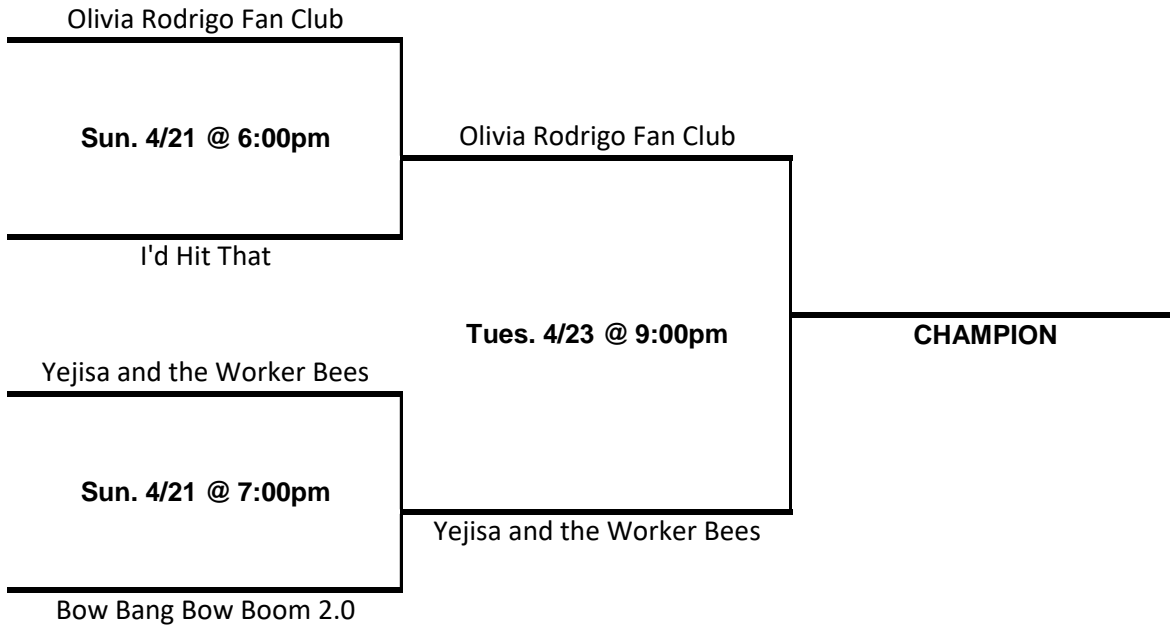 Olivia Rodrigo Fan Club
Sun. 4/21 @ 6:00pm
Olivia Rodrigo Fan Club
I'd Hit That
Tues. 4/23 @ 9:00pm
CHAMPION
Yejisa and the Worker Bees
Sun. 4/21 @ 7:00pm
Yejisa and the Worker Bees
Bow Bang Bow Boom 2.0